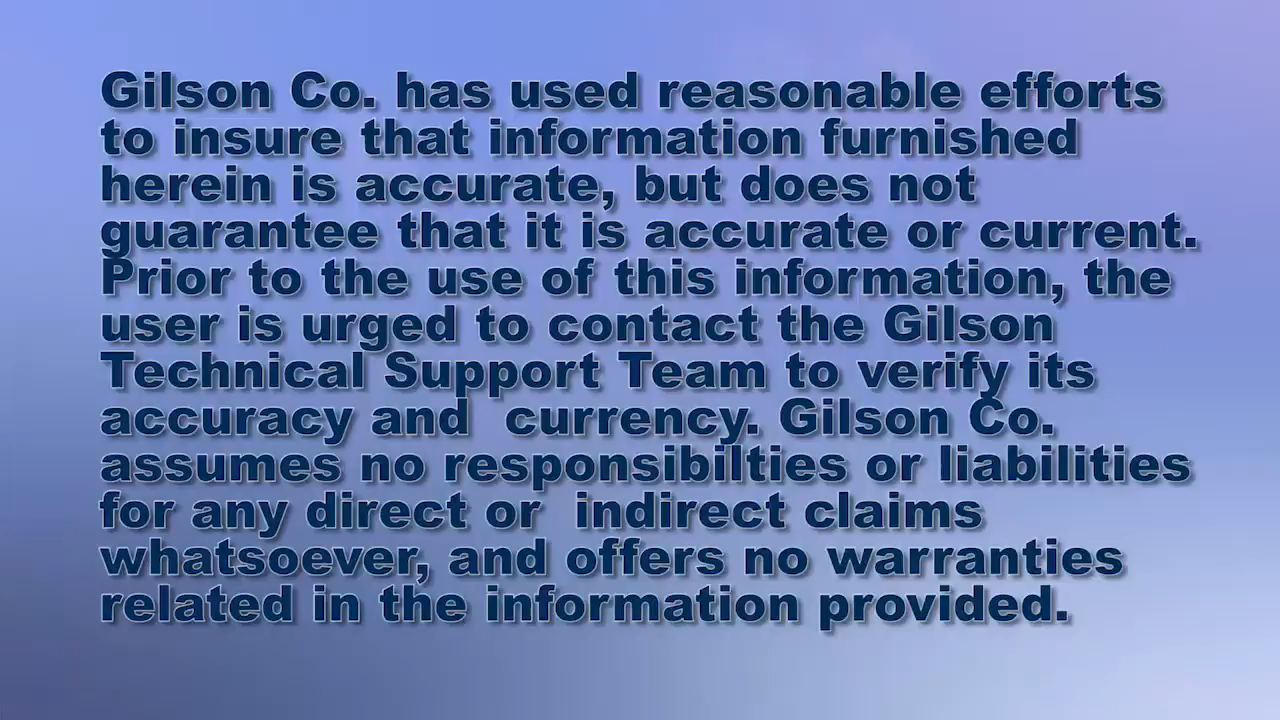 Gilson Co. has used reasonable efforts
to insure that information furnished
herein is accurate, but does not
guarantee that it is accurate or current.
Prior to the use of this information, the
user is urged to contact the Gilson
Technical Support Team to verify its
accuracy and  currency. Gilson Co.
assumes no responsibilties or liabilities
for any direct or  indirect claims
whatsoever, and offers no warranties
related in the information provided.